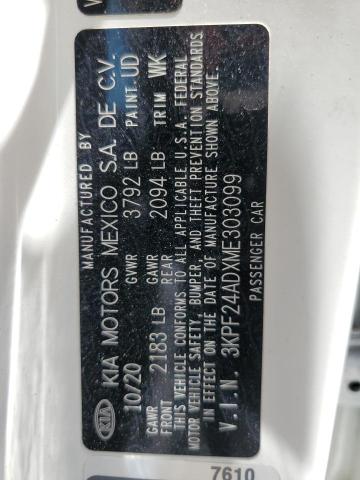 MANUFACTURED BY
KIA KIA MOTORS MEXICO S.A. DE C.V.
10/20 GVWR 3792 LB PAINT UD
GAWR FRONT 2183 LB GAWR REAR 2094 LB TRIM WK
THIS VEHICLE CONFORMS TO ALL APPLICABLE U.S.A. FEDERAL
MOTOR VEHICLE SAFETY, BUMPER, AND THEFT PREVENTION STANDARDS
IN EFFECT ON THE DATE OF MANUFACTURE SHOWN ABOVE.
V.I.N. 3KPF24ADXME303099
PASSENGER CAR
7610